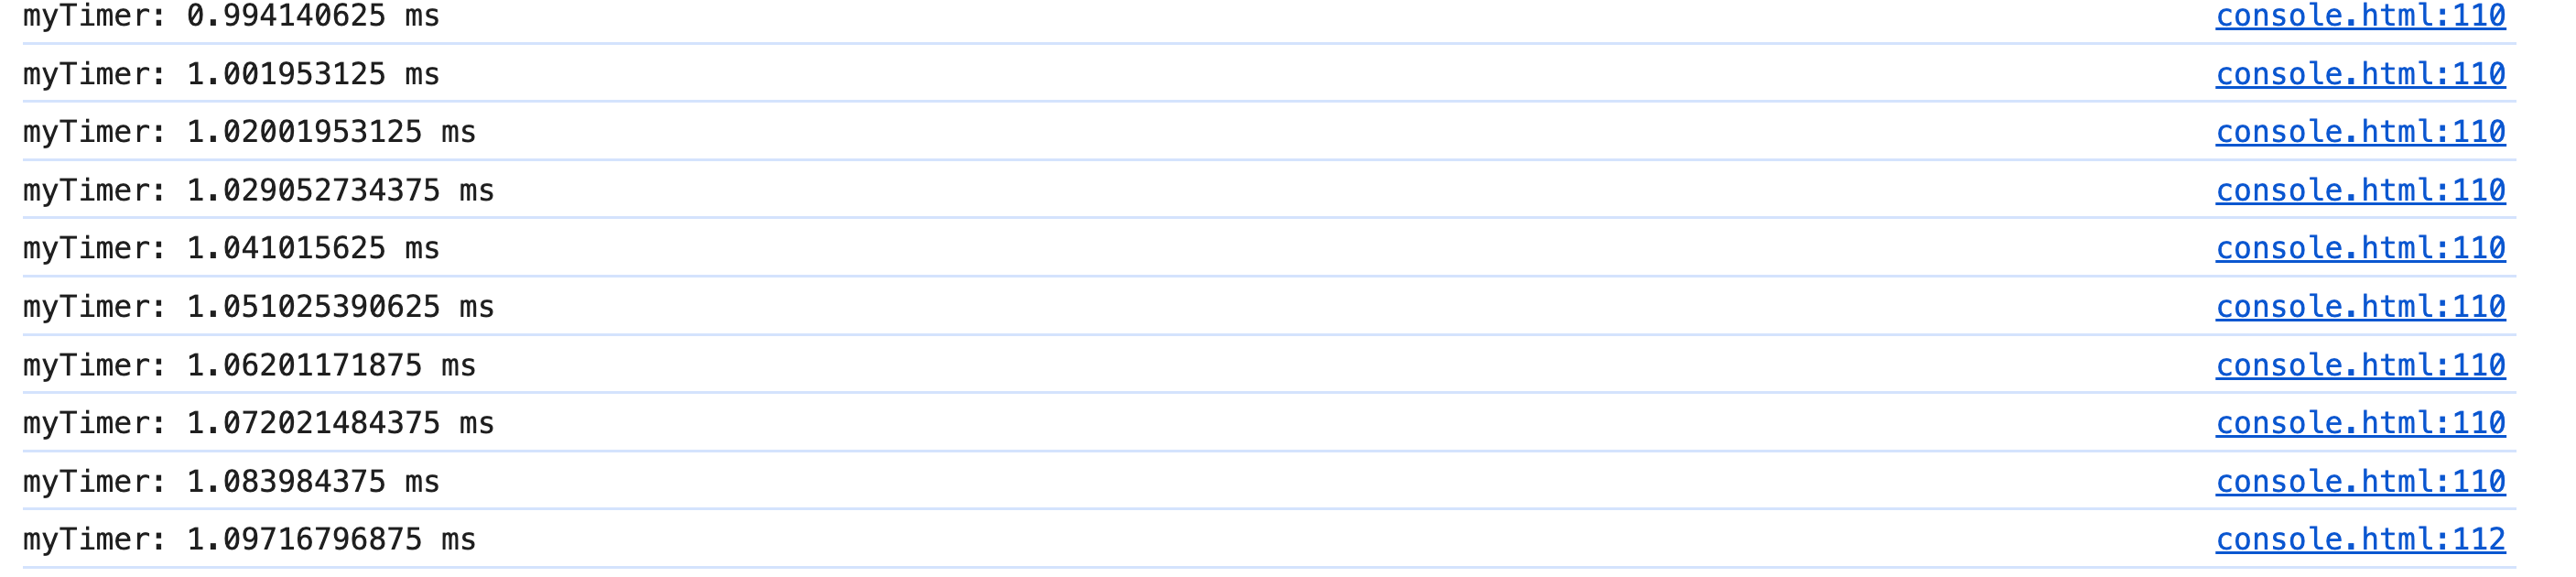 myTimer: 0.994140625 ms console.html:110
myTimer: 1.001953125 ms console.html:110
myTimer: 1.02001953125 ms console.html:110
myTimer: 1.029052734375 ms console.html:110
myTimer: 1.041015625 ms console.html:110
myTimer: 1.051025390625 ms console.html:110
myTimer: 1.06201171875 ms console.html:110
myTimer: 1.072021484375 ms console.html:110
myTimer: 1.083984375 ms console.html:110
myTimer: 1.09716796875 ms console.html:112